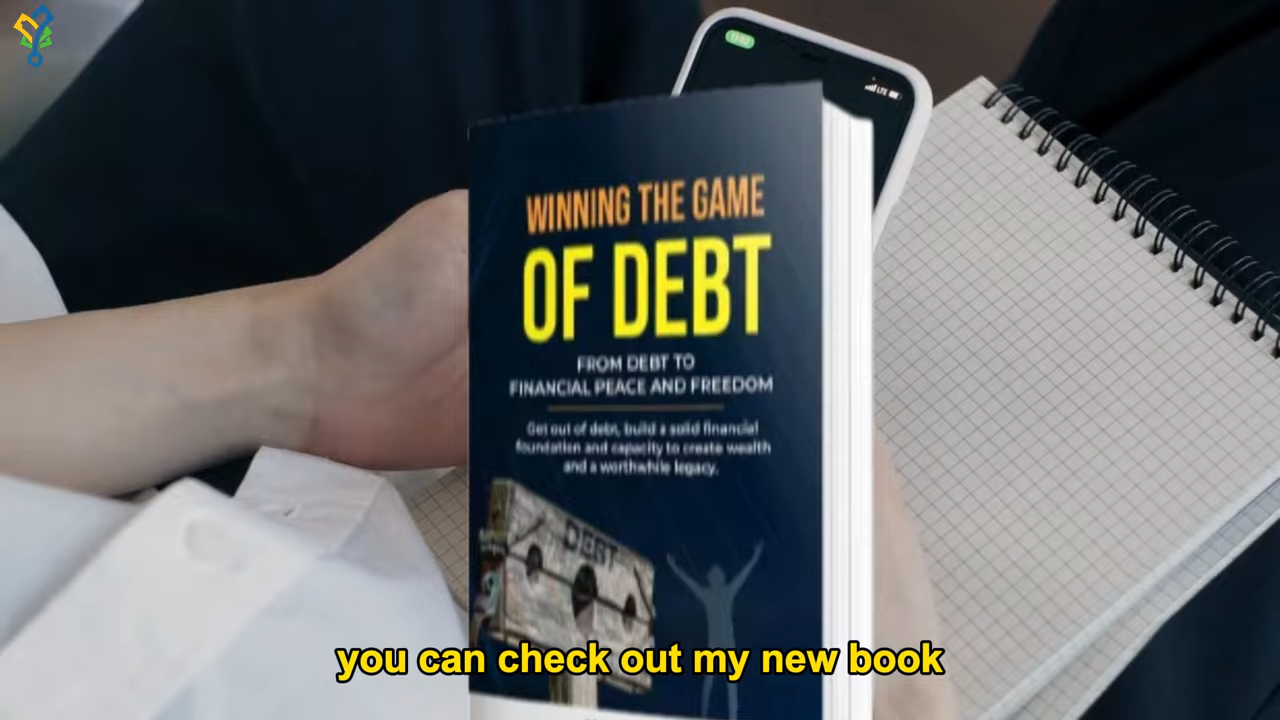 WINNING THE GAME
OF DEBT
FROM DEBT TO
FINANCIAL PEACE AND FREEDOM
Get out of debt, build a solid financial
foundation and capacity to create wealth
and a worthwhile legacy.
DEBT
LTE
you can check out my new book